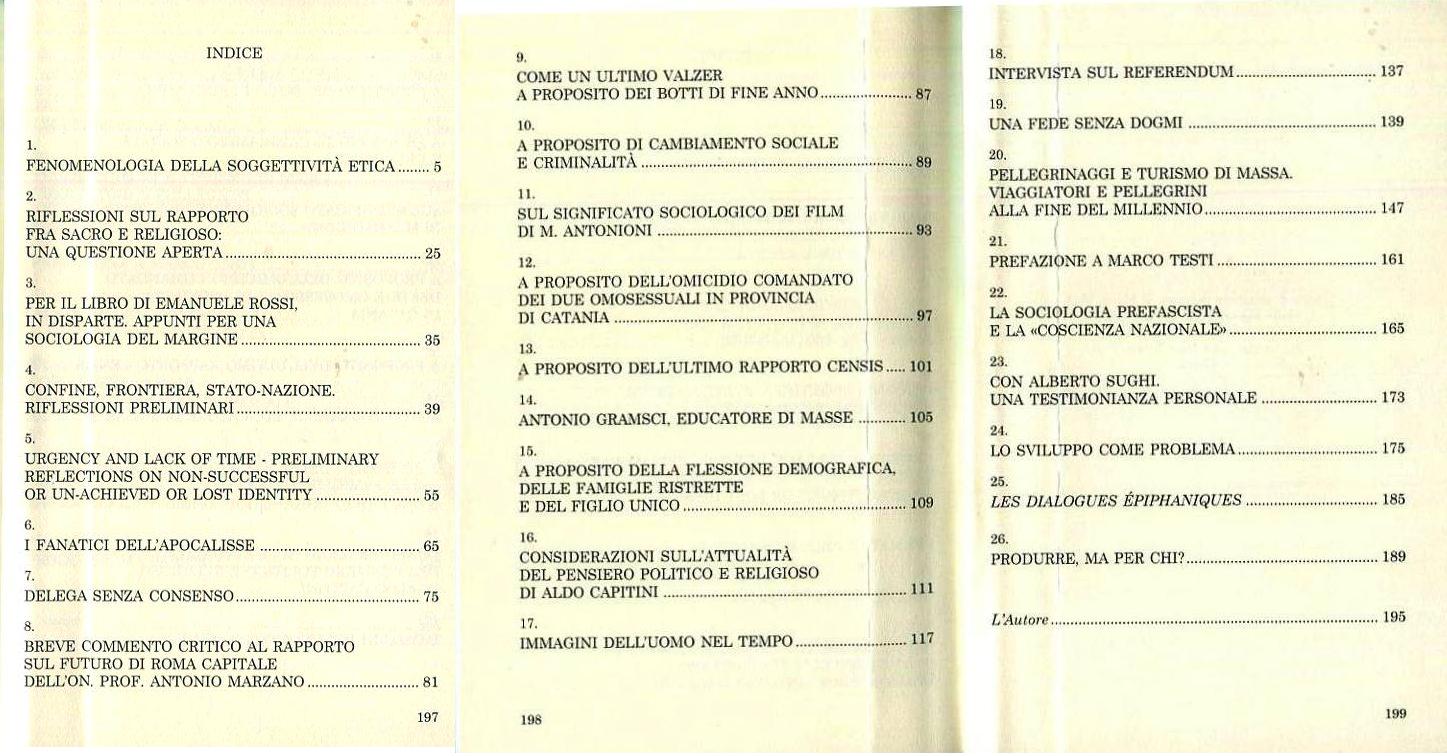 INDICE
1.
FENOMENOLOGIA DELLA SOGGETTIVITÀ ETICA ........ 5
2.
RIFLESSIONI SUL RAPPORTO
FRA SACRO E RELIGIOSO:
UNA QUESTIONE APERTA ........ 25
3.
PER IL LIBRO DI EMANUELE ROSSI,
IN DISPARTE. APPUNTI PER UNA
SOCIOLOGIA DEL MARGINE ........ 35
4.
CONFINE, FRONTIERA, STATO-NAZIONE.
RIFLESSIONI PRELIMINARI ........ 39
5.
URGENCY AND LACK OF TIME - PRELIMINARY
REFLECTIONS ON NON-SUCCESSFUL
OR UN-ACHIEVED OR LOST IDENTITY ........ 55
6.
I FANATICI DELL'APOCALISSE ........ 65
7.
DELEGA SENZA CONSENSO ........ 75
8.
BREVE COMMENTO CRITICO AL RAPPORTO
SUL FUTURO DI ROMA CAPITALE
DELL'ON. PROF. ANTONIO MARZANO ........ 81
197
9.
COME UN ULTIMO VALZER
A PROPOSITO DEI BOTTI DI FINE ANNO ........ 87
10.
A PROPOSITO DI CAMBIAMENTO SOCIALE
E CRIMINALITÀ ........ 89
11.
SUL SIGNIFICATO SOCIOLOGICO DEI FILM
DI M. ANTONIONI ........ 93
12.
A PROPOSITO DELL'OMICIDIO COMANDATO
DEI DUE OMOSESSUALI IN PROVINCIA
DI CATANIA ........ 97
13.
A PROPOSITO DELL'ULTIMO RAPPORTO CENSIS ..... 101
14.
ANTONIO GRAMSCI, EDUCATORE DI MASSE ........ 105
15.
A PROPOSITO DELLA FLESSIONE DEMOGRAFICA,
DELLE FAMIGLIE RISTRETTE
E DEL FIGLIO UNICO ........ 109
16.
CONSIDERAZIONI SULL'ATTUALITÀ
DEL PENSIERO POLITICO E RELIGIOSO
DI ALDO CAPITINI ........ 111
17.
IMMAGINI DELL'UOMO NEL TEMPO ........ 117
198
18.
INTERVISTA SUL REFERENDUM ........ 137
19.
UNA FEDE SENZA DOGMI ........ 139
20.
PELLEGRINAGGI E TURISMO DI MASSA.
VIAGGIATORI E PELLEGRINI
ALLA FINE DEL MILLENNIO ........ 147
21.
PREFAZIONE A MARCO TESTI ........ 161
22.
LA SOCIOLOGIA PREFASCISTA
E LA «COSCIENZA NAZIONALE» ........ 165
23.
CON ALBERTO SUGHI.
UNA TESTIMONIANZA PERSONALE ........ 173
24.
LO SVILUPPO COME PROBLEMA ........ 175
25.
LES DIALOGUES ÉPIPHANIQUES ........ 185
26.
PRODURRE, MA PER CHI? ........ 189
L'Autore ........ 195
199